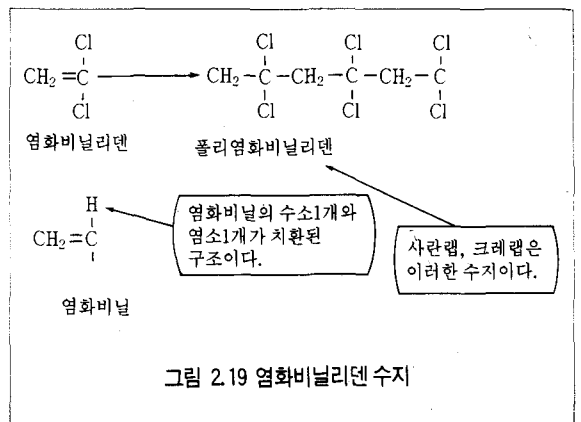 Cl Cl Cl Cl
CH₂=C CH₂-C-CH₂-C-CH₂-C
Cl Cl Cl Cl
염화비닐리덴 폴리염화비닐리덴
H
CH₂=C
염화비닐
염화비닐의 수소1개와
염소1개가 치환된
구조이다.
사란랩, 크레랩은
이러한 수지이다.
그림 2.19 염화비닐리덴 수지